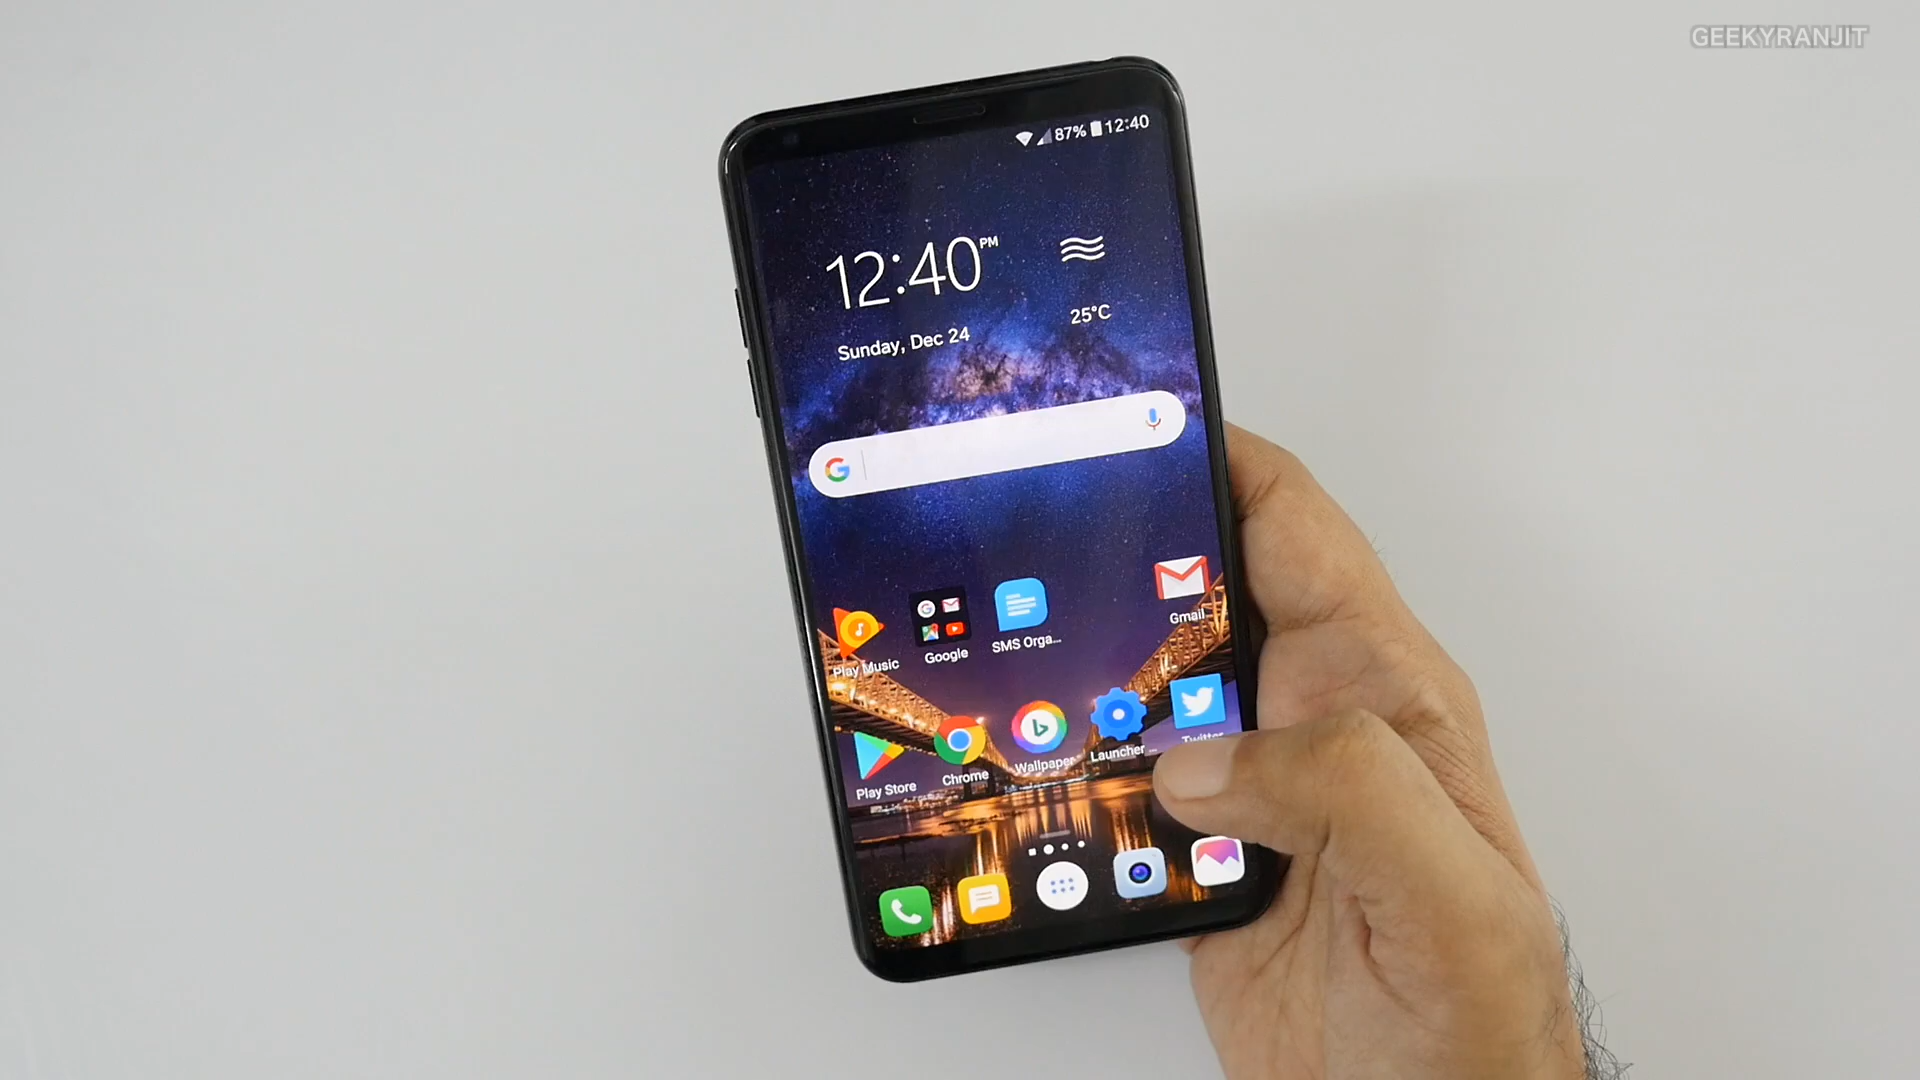 GEEKYRANJIT
87% 12:40
12:40 PM
25°C
Sunday, Dec 24
G
Gmail
Play Music
Google
SMS Orga...
Twitter
Launcher ...
Wallpaper
Chrome
Play Store